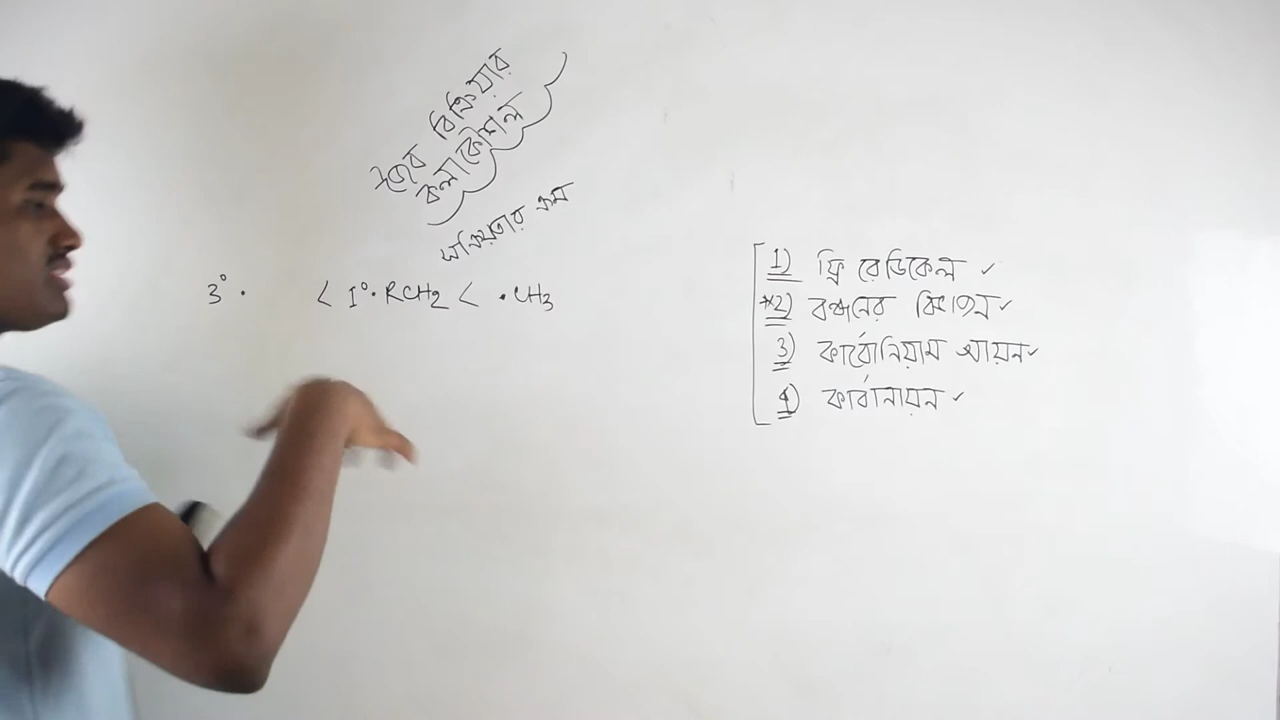 জৈব বিক্রিয়ার
কলাকৌশল
সক্রিয়তার ক্রম
3° · < 1° ·RCH2 < ·CH3
1) ফ্রি রেডিকেল ✓
*2) বন্ধনের বিভাজন ✓
3) কার্বোনিয়াম আয়ন ✓
4) কার্বানায়ন ✓